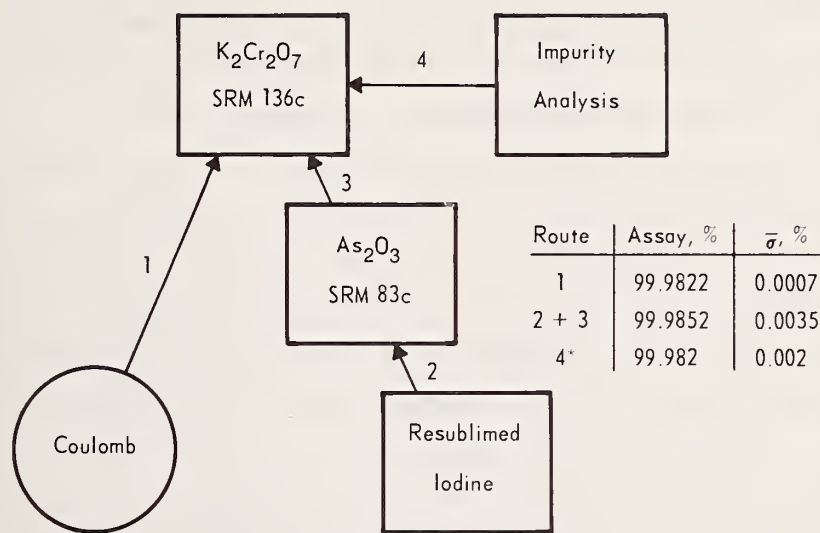 K2Cr2O7
SRM 136c
4
Impurity
Analysis
3
1
As2O3
SRM 83c
2
Route Assay, % σ̅, %
1 99.9822 0.0007
2 + 3 99.9852 0.0035
4* 99.982 0.002
Coulomb
Resublimed
Iodine